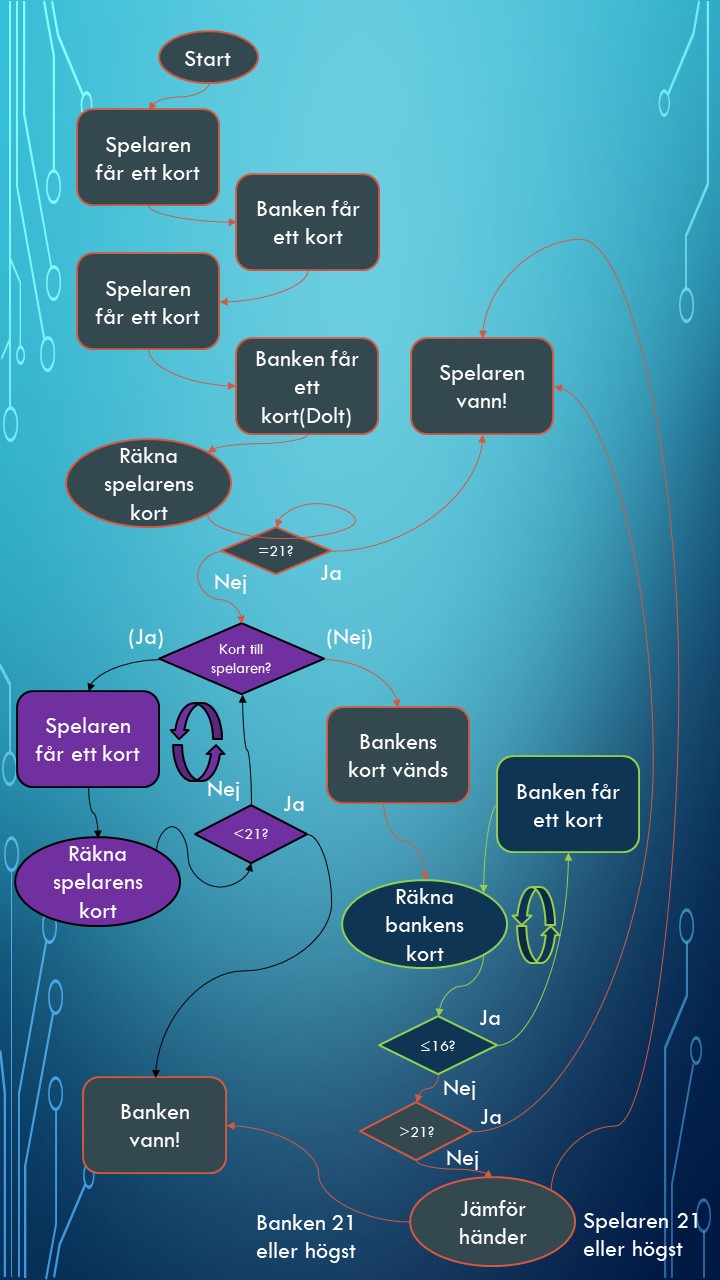 Start
Spelaren
får ett kort
Banken får
ett kort
Spelaren
får ett kort
Banken får
ett
kort(Dolt)
Spelaren
vann!
Räkna
spelarens
kort
=21?
Ja
Nej
(Ja)
Kort till
spelaren?
(Nej)
Spelaren
får ett kort
Bankens
kort vänds
Nej
Ja
<21?
Banken får
ett kort
Räkna
spelarens
kort
Räkna
bankens
kort
Ja
≤16?
Nej
Banken
vann!
>21?
Ja
Nej
Jämför
händer
Banken 21
eller högst
Spelaren 21
eller högst